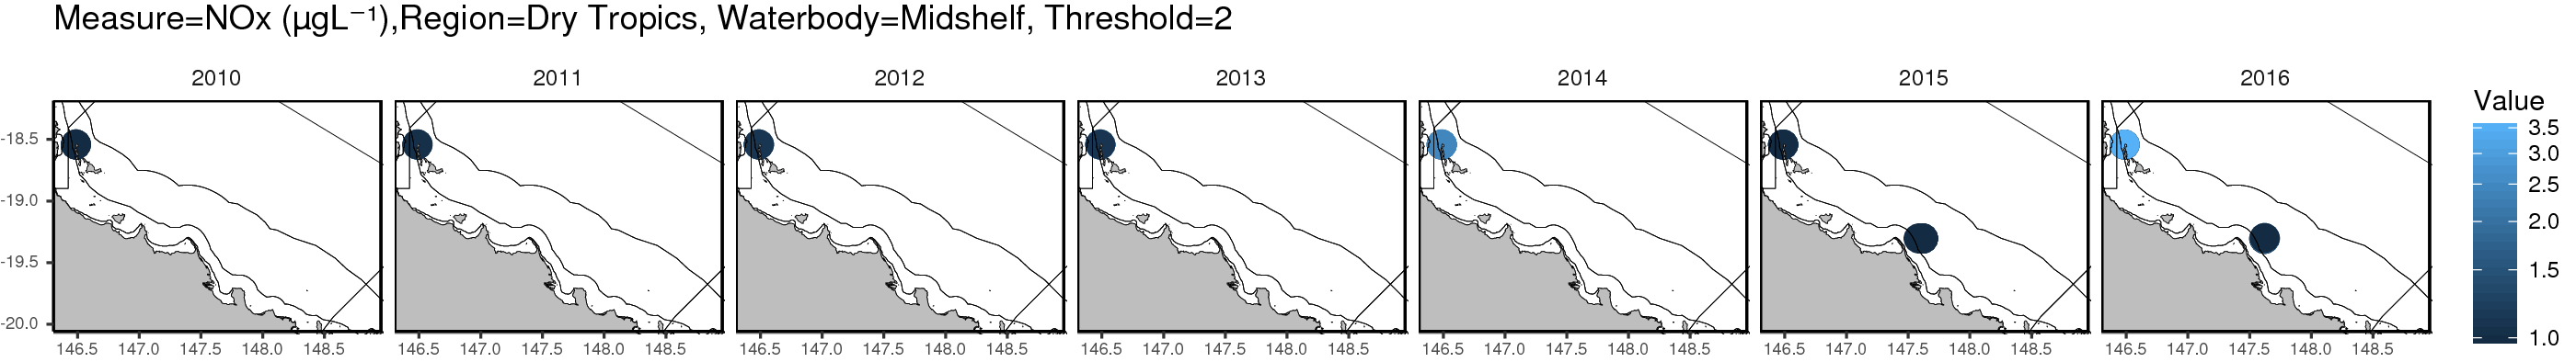 Measure=NOx (µgL⁻¹),Region=Dry Tropics, Waterbody=Midshelf, Threshold=2
2010 2011 2012 2013 2014 2015 2016
Value
-18.5
-19.0
-19.5
-20.0
3.5
3.0
2.5
2.0
1.5
1.0
146.5 147.0 147.5 148.0 148.5 146.5 147.0 147.5 148.0 148.5 146.5 147.0 147.5 148.0 148.5 146.5 147.0 147.5 148.0 148.5 146.5 147.0 147.5 148.0 148.5 146.5 147.0 147.5 148.0 148.5 146.5 147.0 147.5 148.0 148.5